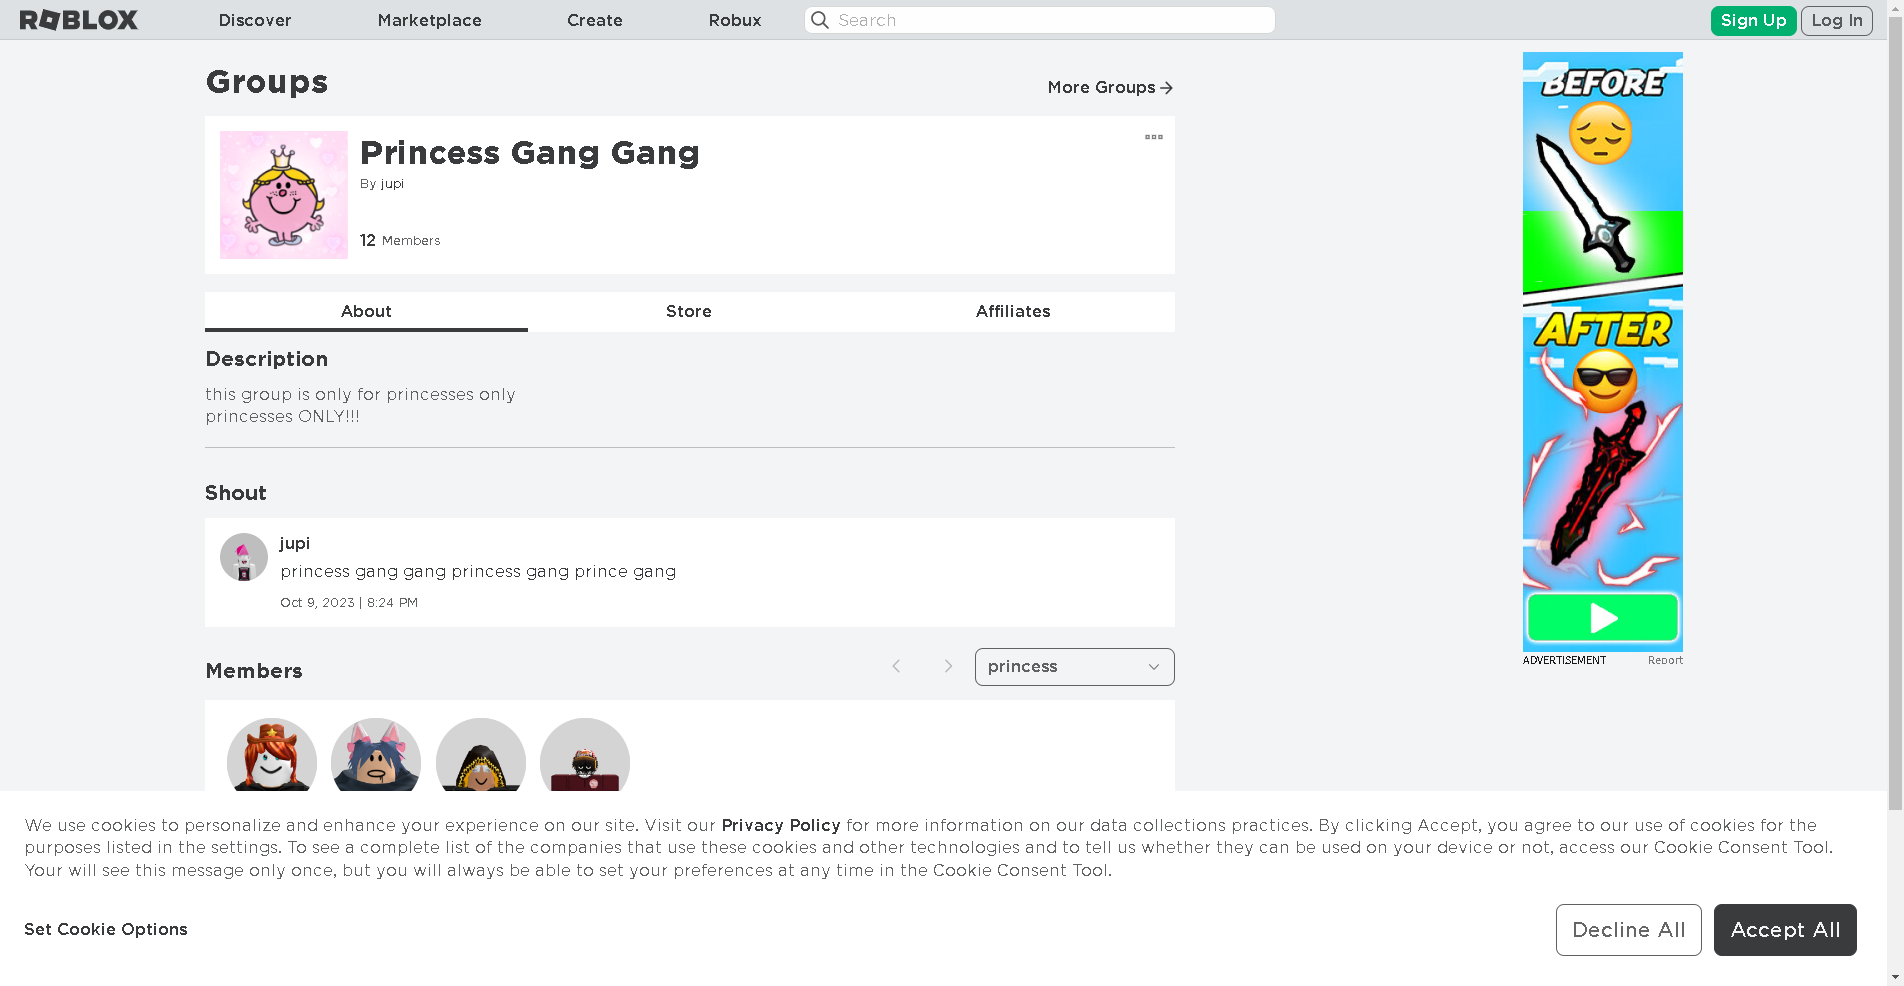 ROBLOX
Discover
Marketplace
Create
Robux
Search
Sign Up
Log In
Groups
More Groups
Princess Gang Gang
By jupi
12 Members
About
Store
Affiliates
Description
this group is only for princesses only
princesses ONLY!!!
Shout
jupi
princess gang gang princess gang prince gang
Oct 9, 2023 | 8:24 PM
Members
princess
BEFORE
AFTER
ADVERTISEMENT
Report
We use cookies to personalize and enhance your experience on our site. Visit our Privacy Policy for more information on our data collections practices. By clicking Accept, you agree to our use of cookies for the
purposes listed in the settings. To see a complete list of the companies that use these cookies and other technologies and to tell us whether they can be used on your device or not, access our Cookie Consent Tool.
Your will see this message only once, but you will always be able to set your preferences at any time in the Cookie Consent Tool.
Set Cookie Options
Decline All
Accept All